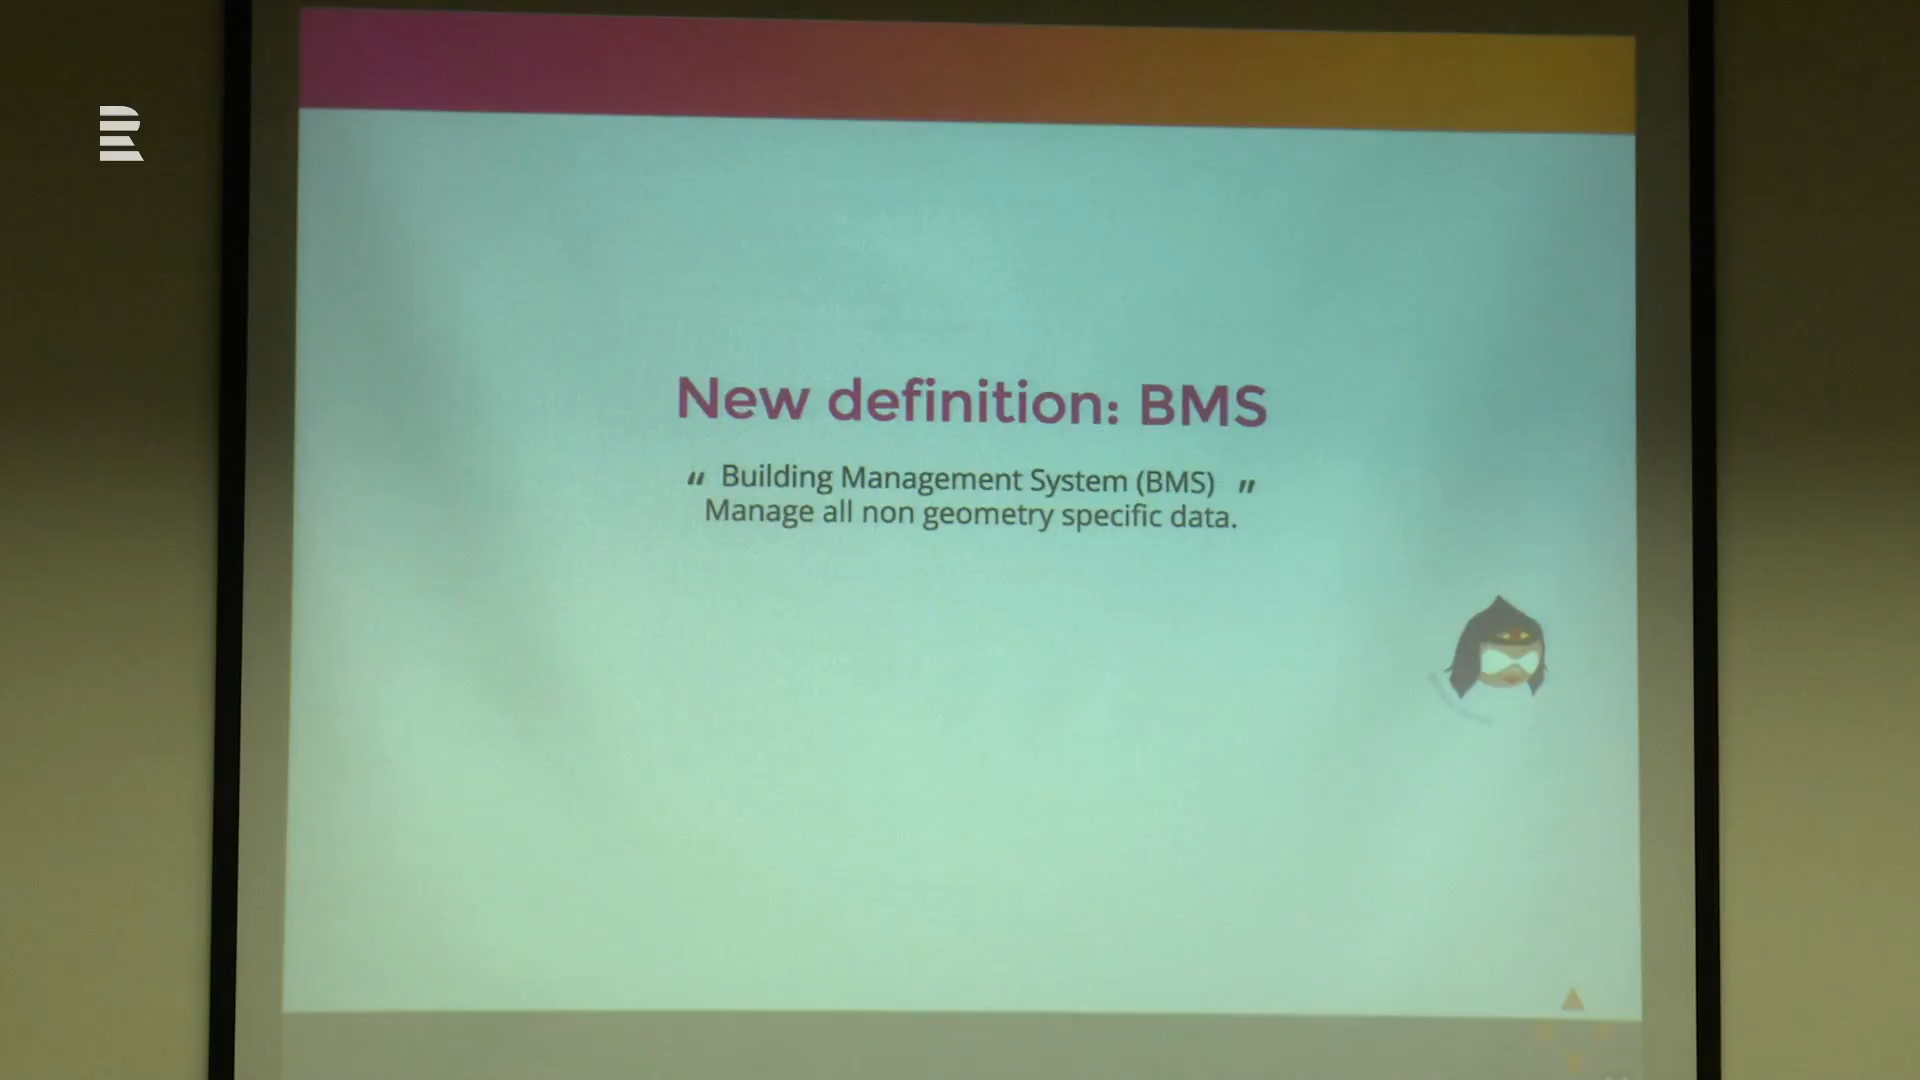 New definition: BMS
“ Building Management System (BMS) ”
Manage all non geometry specific data.